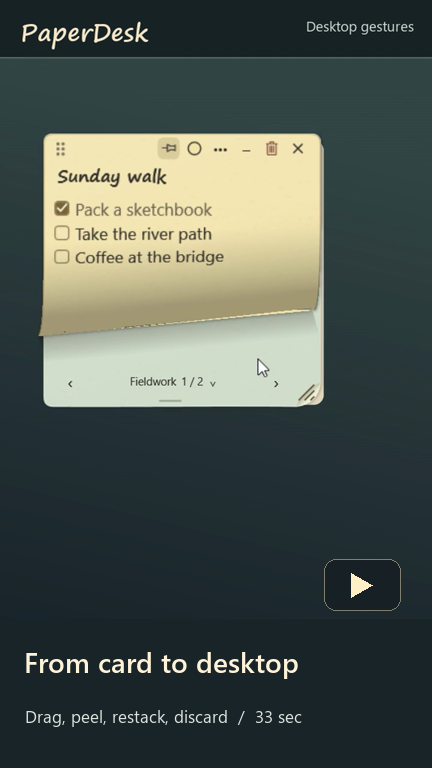 PaperDesk
Desktop gestures
Sunday walk
Pack a sketchbook
Take the river path
Coffee at the bridge
Fieldwork 1 / 2
From card to desktop
Drag, peel, restack, discard / 33 sec